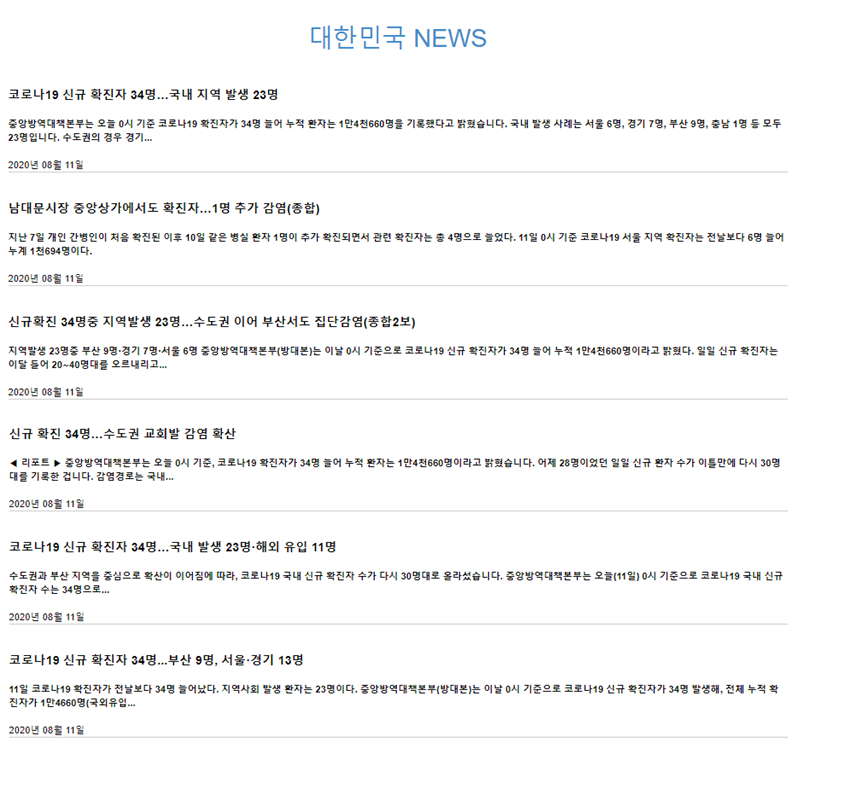 대한민국 NEWS
코로나19 신규 확진자 34명…국내 지역 발생 23명
중앙방역대책본부는 오늘 0시 기준 코로나19 확진자가 34명 늘어 누적 환자는 1만4천660명을 기록했다고 밝혔습니다. 국내 발생 사례는 서울 6명, 경기 7명, 부산 9명, 충남 1명 등 모두
23명입니다. 수도권의 경우 경기...
2020년 08월 11일
남대문시장 중앙상가에서도 확진자…1명 추가 감염(종합)
지난 7일 개인 간병인이 처음 확진된 이후 10일 같은 병실 환자 1명이 추가 확진되면서 관련 확진자는 총 4명으로 늘었다. 11일 0시 기준 코로나19 서울 지역 확진자는 전날보다 6명 늘어
누계 1천694명이다.
2020년 08월 11일
신규확진 34명중 지역발생 23명…수도권 이어 부산서도 집단감염(종합2보)
지역발생 23명중 부산 9명·경기 7명·서울 6명 중앙방역대책본부(방대본)는 이날 0시 기준으로 코로나19 신규 확진자가 34명 늘어 누적 1만4천660명이라고 밝혔다. 일일 신규 확진자는
이달 들어 20~40명대를 오르내리고...
2020년 08월 11일
신규 확진 34명…수도권 교회발 감염 확산
◀ 리포트 ▶ 중앙방역대책본부는 오늘 0시 기준, 코로나19 확진자가 34명 늘어 누적 환자는 1만4천660명이라고 밝혔습니다. 어제 28명이었던 일일 신규 환자 수가 이틀만에 다시 30명
대를 기록한 겁니다. 감염경로는 국내...
2020년 08월 11일
코로나19 신규 확진자 34명…국내 발생 23명·해외 유입 11명
수도권과 부산 지역을 중심으로 확산이 이어짐에 따라, 코로나19 국내 신규 확진자 수가 다시 30명대로 올라섰습니다. 중앙방역대책본부는 오늘(11일) 0시 기준으로 코로나19 국내 신규
확진자 수는 34명으로...
2020년 08월 11일
코로나19 신규 확진자 34명...부산 9명, 서울·경기 13명
11일 코로나19 확진자가 전날보다 34명 늘어났다. 지역사회 발생 환자는 23명이다. 중앙방역대책본부(방대본)는 이날 0시 기준으로 코로나19 신규 확진자가 34명 발생해, 전체 누적 확
진자가 1만4660명(국외유입...
2020년 08월 11일